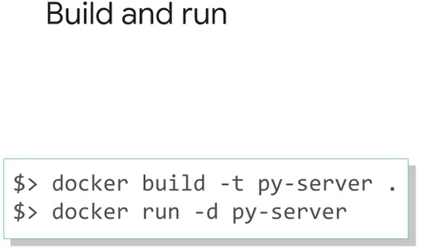 Build and run
$> docker build -t py-server .
$> docker run -d py-server